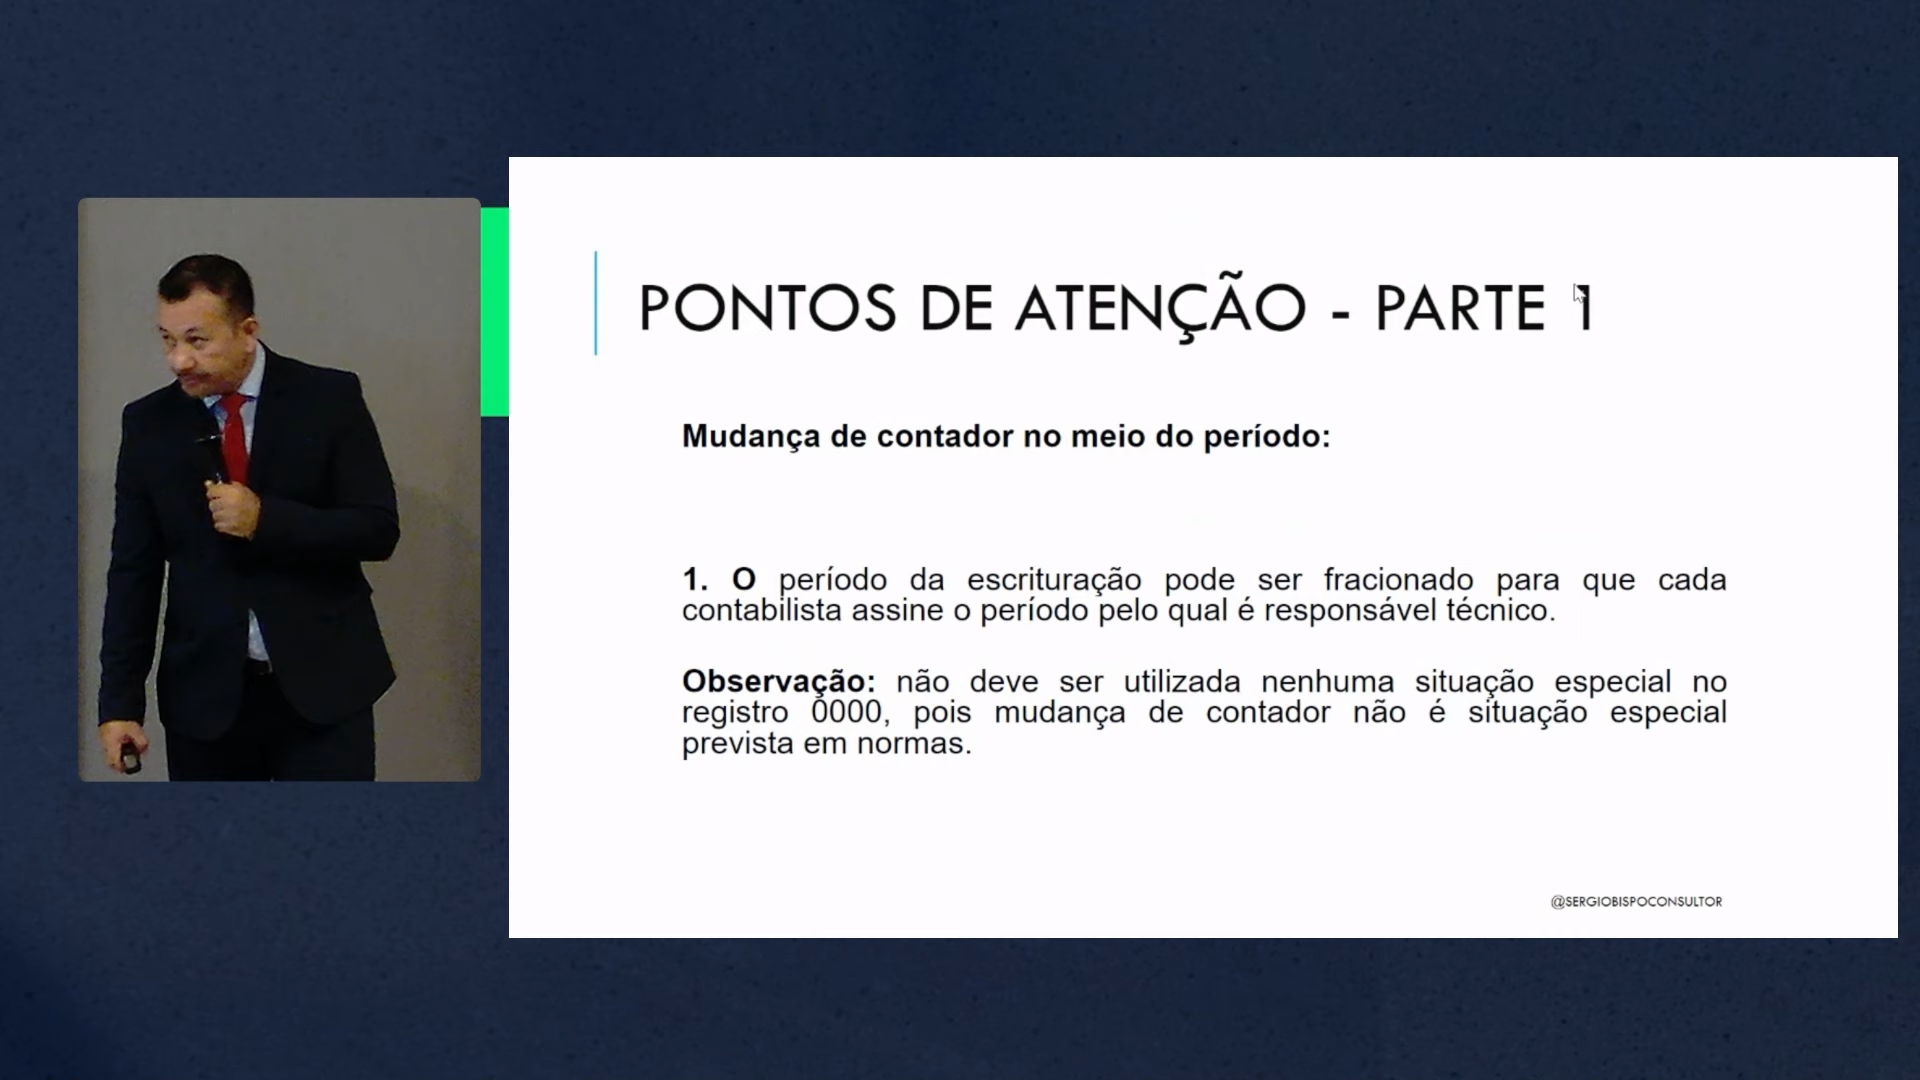 PONTOS DE ATENÇÃO - PARTE 1
Mudança de contador no meio do período:
1. O período da escrituração pode ser fracionado para que cada
contabilista assine o período pelo qual é responsável técnico.
Observação: não deve ser utilizada nenhuma situação especial no
registro 0000, pois mudança de contador não é situação especial
prevista em normas.
@SERGIOBISPOCONSULTOR